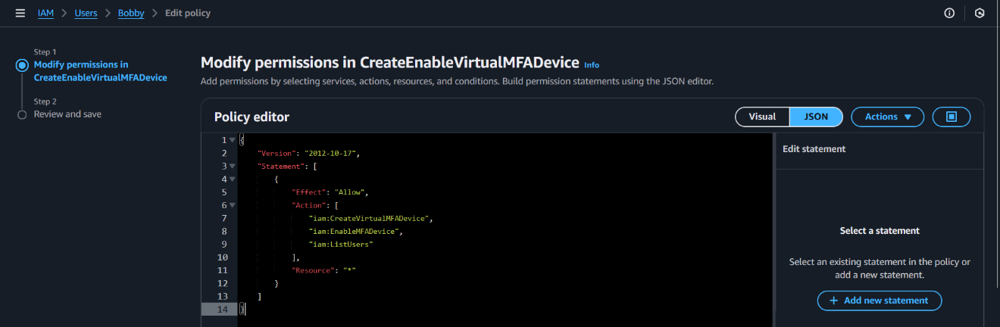 IAM > Users > Bobby > Edit policy
Step 1
Modify permissions in
CreateEnableVirtualMFADevice
Step 2
Review and save
Modify permissions in CreateEnableVirtualMFADevice Info
Add permissions by selecting services, actions, resources, and conditions. Build permission statements using the JSON editor.
Policy editor
Visual JSON Actions
1 {
2 "Version": "2012-10-17",
3 "Statement": [
4 {
5 "Effect": "Allow",
6 "Action": [
7 "iam:CreateVirtualMFADevice",
8 "iam:EnableMFADevice",
9 "iam:ListUsers"
10 ],
11 "Resource": "*"
12 }
13 ]
14 }
Edit statement
Select a statement
Select an existing statement in the policy or
add a new statement.
+ Add new statement